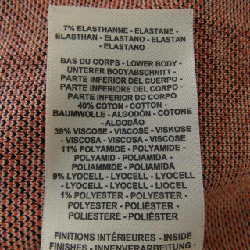 7% ELASTHANNE - ELASTANE -
ELASTHAN - ELASTANO - ELASTAN
- ELASTANO
BAS DU CORPS - LOWER BODY -
UNTERER BODYABSCHNITT -
PARTE INFERIOR DEL CUERPO -
PARTE INFERIORE DEL CORPO -
PARTE INFERIOR DO CORPO
40% COTON - COTTON -
BAUMWOLLE - ALGODÓN - COTONE
- ALGODÃO
39% VISCOSE - VISCOSE - VISKOSE
- VISCOSA - VISCOSA - VISCOSE
11% POLYAMIDE - POLYAMIDE -
POLYAMID - POLIAMIDA -
POLIAMMIDE - POLIAMIDA
9% LYOCELL - LYOCELL - LYOCELL
- LYOCELL - LYOCELL - LIOCEL
1% POLYESTER - POLYESTER -
POLYESTER - POLIÉSTER -
POLIESTERE - POLIÉSTER
FINITIONS INTÉRIEURES - INSIDE
FINISHES - INNENVERARBEITUNG